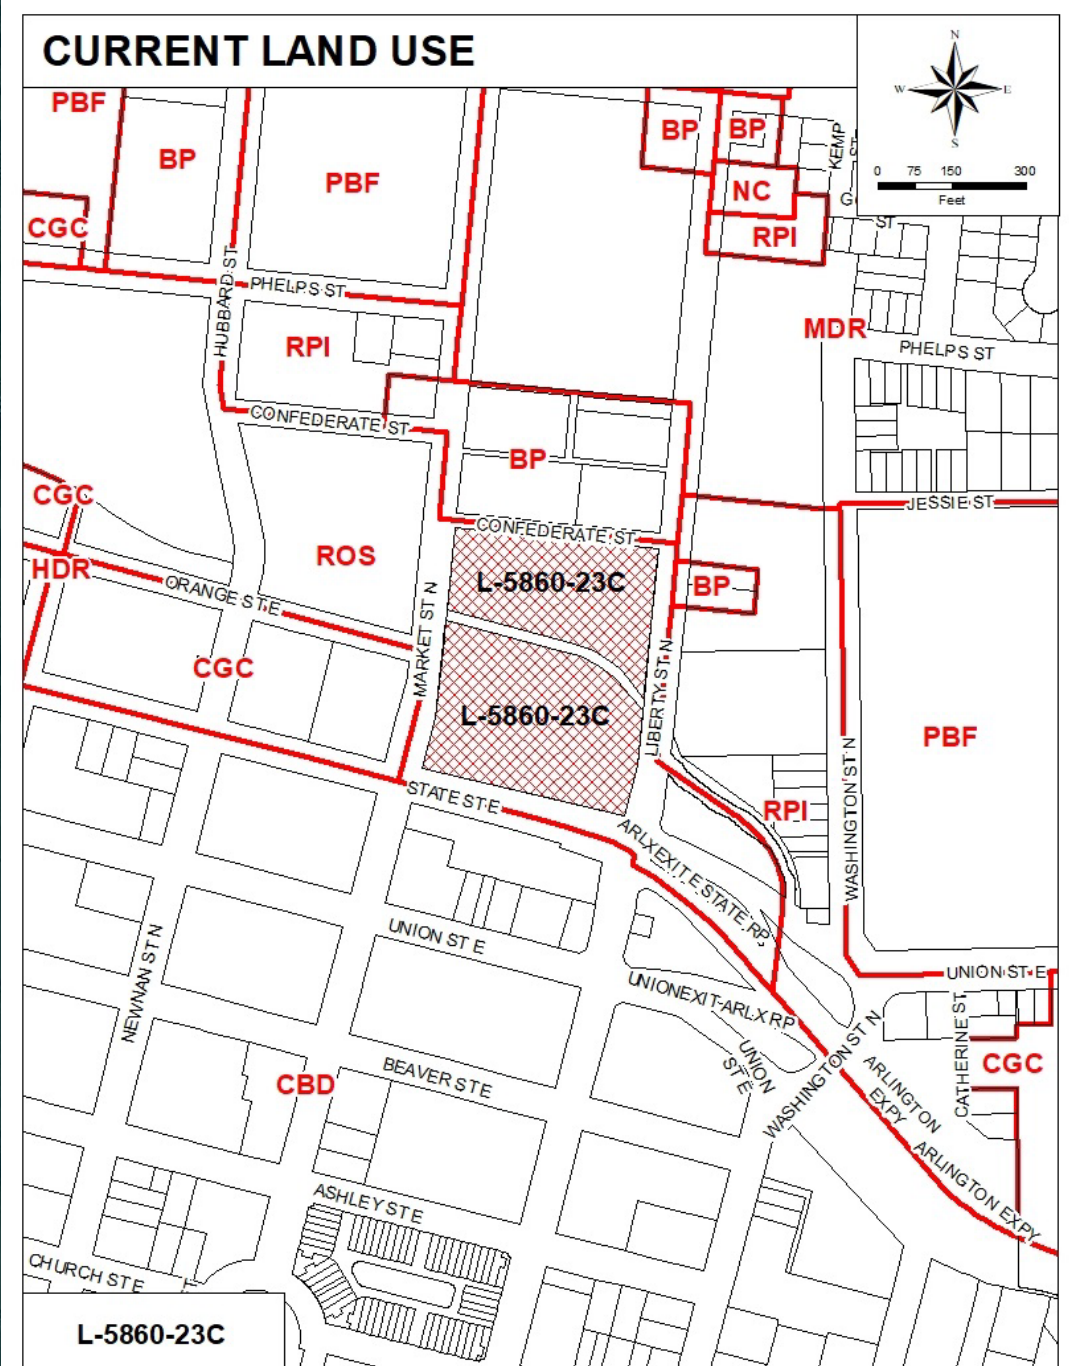 CURRENT LAND USE
N
W
E
S
0 75 150 300
Feet
PBF
BP
PBF
BP
BP
KEMP ST
NC
CGC
RPI
ST
HUBBARD ST
PHELPS ST
RPI
MDR
PHELPS ST
CONFEDERATE ST
BP
CGC
JESSIE ST
CONFEDERATE ST
ROS
HDR
L-5860-23C
BP
ORANGE ST E
MARKET ST N
CGC
LIBERTY ST N
L-5860-23C
PBF
WASHINGTON ST N
STATE ST E
RPI
ARLX EXIT E STATE RP
UNION ST E
NEWNAN ST N
UNION ST E
UNION EXIT-ARLX RP
CATHERINE ST
UNION ST E
WASHINGTON ST N
CGC
CBD
BEAVER ST E
ARLINGTON EXPY
ARLINGTON EXPY
ASHLEY ST E
CHURCH ST E
L-5860-23C